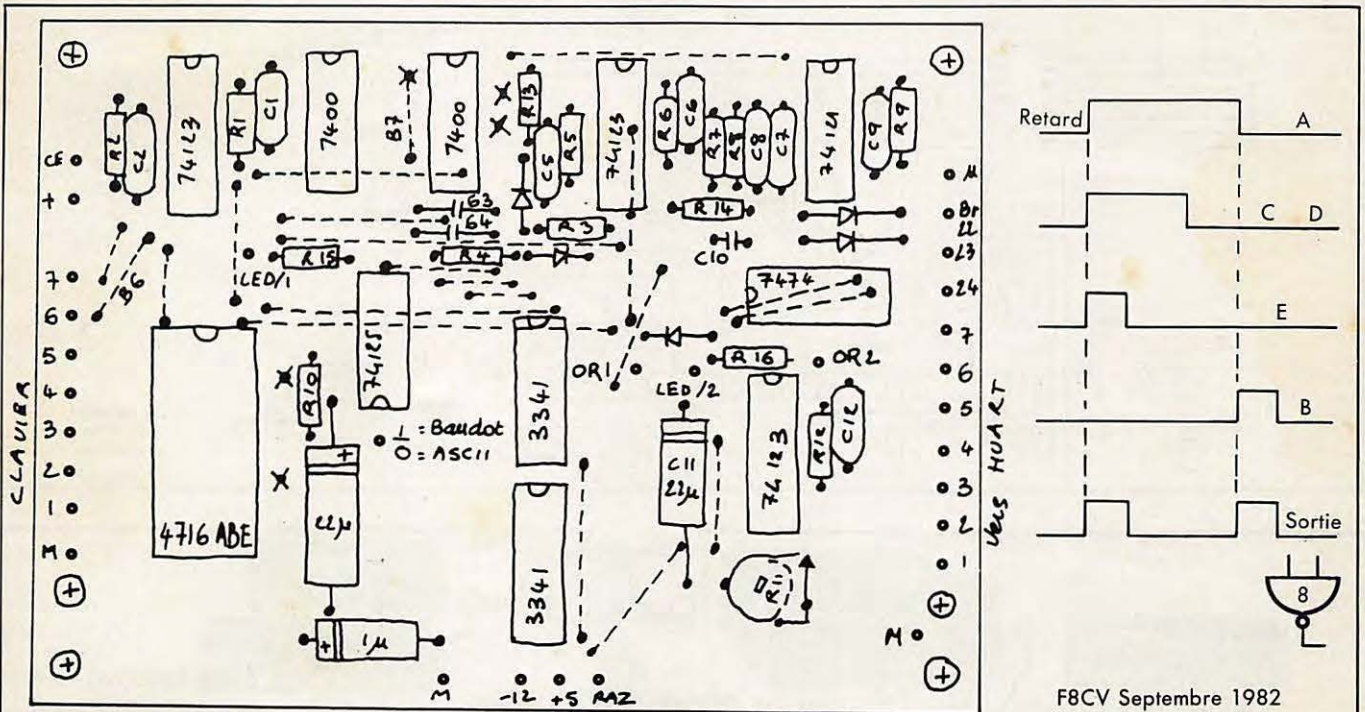 R2
C2
74123
R1
C1
7400
B7
7400
R13
C5
R5
74123
R6
C6
R7
R8
C8
C7
74121
C9
R9
CE
+
7
6
5
4
3
2
1
M
CLAVIER
B6
LED/1
R15
63
64
R3
R4
R14
C10
7474
µ
Br
22
23
24
7
6
5
4
3
2
1
M
Vers HUART
4716 ABE
R10
74125
1 = Baudot
0 = ASCII
22µ
+
1µ
+
3341
3341
OR1
LED/2
R16
OR2
C11
22µ
74123
R12
C12
R11
M
-12
+5
RAZ
Retard
A
C D
E
B
Sortie
8
F8CV Septembre 1982